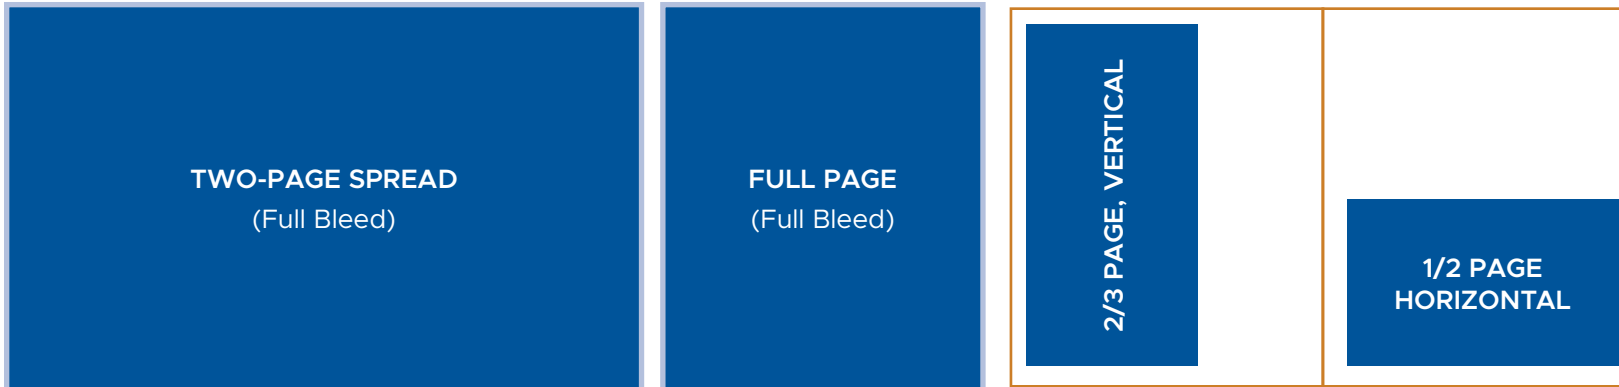 TWO-PAGE SPREAD
(Full Bleed)
FULL PAGE
(Full Bleed)
2/3 PAGE, VERTICAL
1/2 PAGE
HORIZONTAL